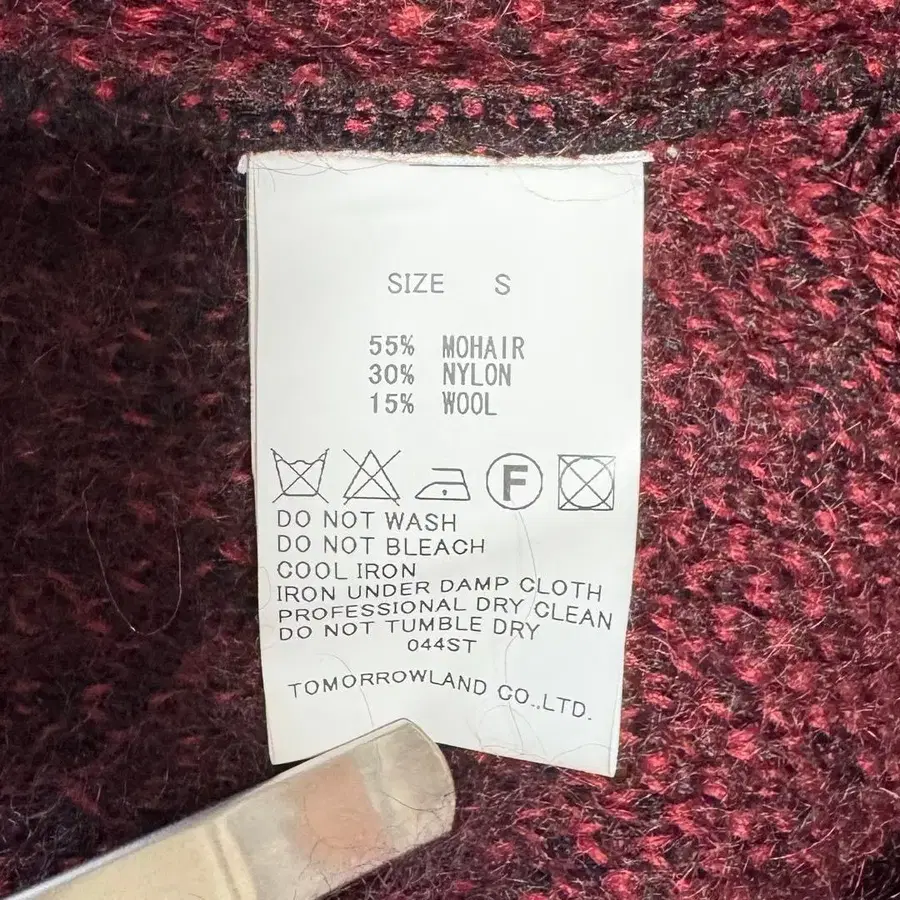 SIZE S
55% MOHAIR
30% NYLON
15% WOOL
F
DO NOT WASH
DO NOT BLEACH
COOL IRON
IRON UNDER DAMP CLOTH
PROFESSIONAL DRY CLEAN
DO NOT TUMBLE DRY
044ST
TOMORROWLAND CO.,LTD.